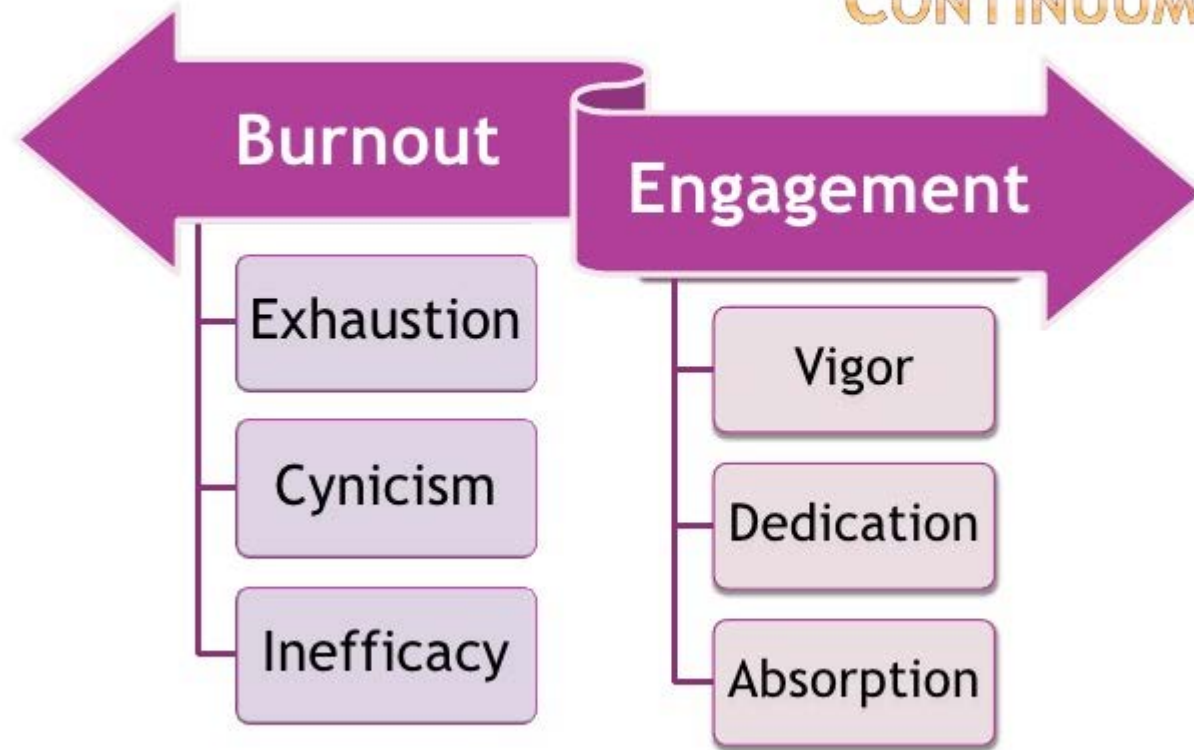 CONTINUUM
Burnout
Engagement
Exhaustion
Cynicism
Inefficacy
Vigor
Dedication
Absorption